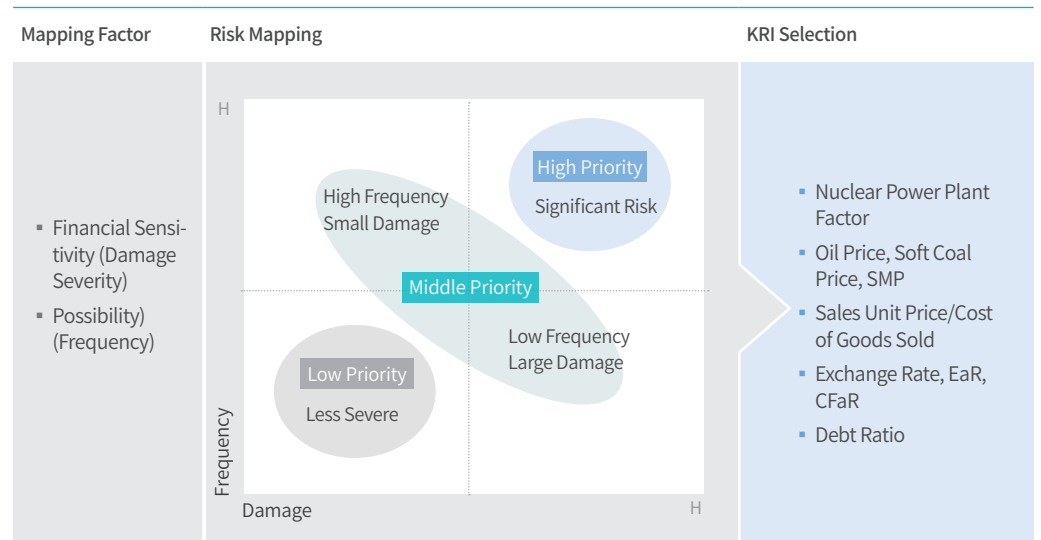 Mapping Factor
Risk Mapping
KRI Selection
▪ Financial Sensi-
tivity (Damage
Severity)
▪ Possibility)
(Frequency)
H
High Priority
Significant Risk
High Frequency
Small Damage
Middle Priority
Low Frequency
Large Damage
Low Priority
Less Severe
Frequency
Damage
H
▪ Nuclear Power Plant
Factor
▪ Oil Price, Soft Coal
Price, SMP
▪ Sales Unit Price/Cost
of Goods Sold
▪ Exchange Rate, EaR,
CFaR
▪ Debt Ratio